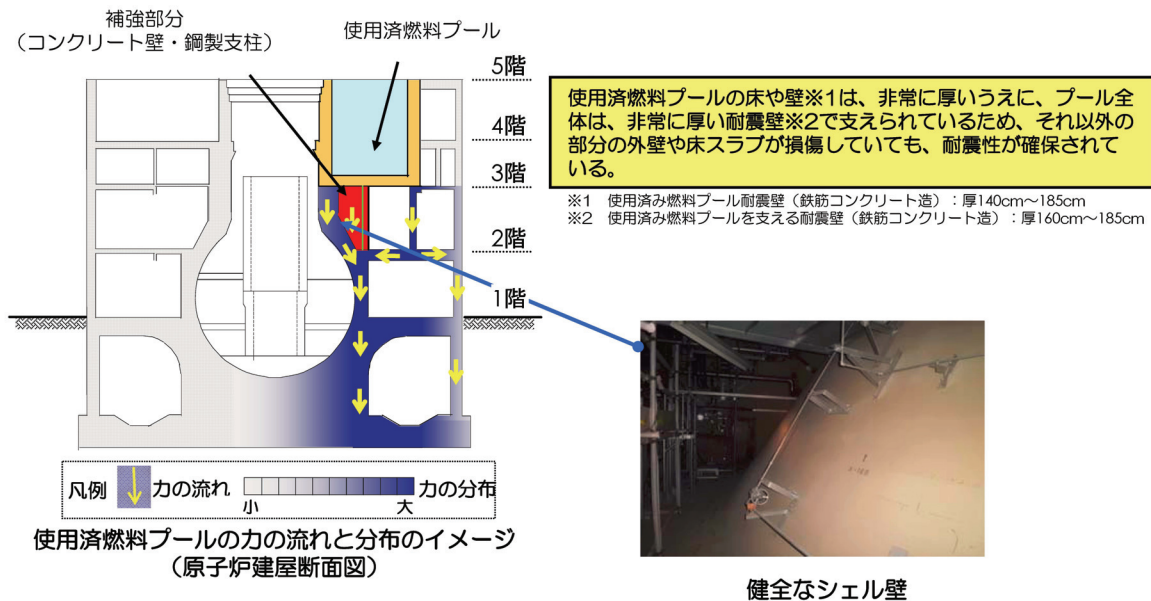 補強部分
（コンクリート壁・鋼製支柱）
使用済燃料プール
5階
4階
3階
2階
1階
使用済燃料プールの床や壁※1は、非常に厚いうえに、プール全
体は、非常に厚い耐震壁※2で支えられているため、それ以外の
部分の外壁や床スラブが損傷していても、耐震性が確保されて
いる。
※1　使用済み燃料プール耐震壁（鉄筋コンクリート造）：厚140cm～185cm
※2　使用済燃料プールを支える耐震壁（鉄筋コンクリート造）：厚160cm～185cm
凡例
力の流れ
小
大
力の分布
使用済燃料プールの力の流れと分布のイメージ
（原子炉建屋断面図）
健全なシェル壁